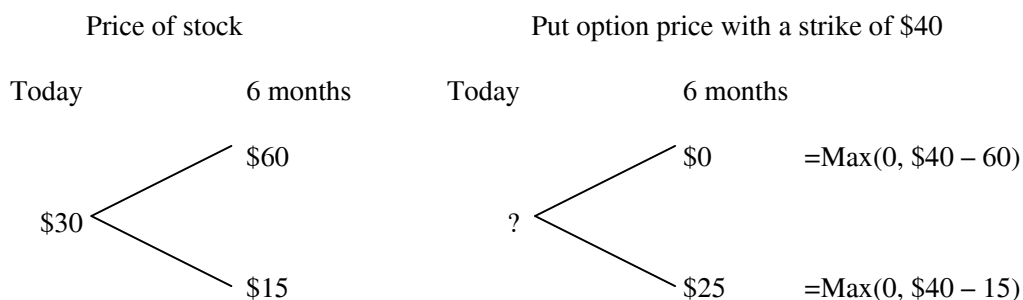 Price of stock Put option price with a strike of $40
Today 6 months Today 6 months
$60 $0 =Max(0, $40 – 60)
$30 ?
$15 $25 =Max(0, $40 – 15)